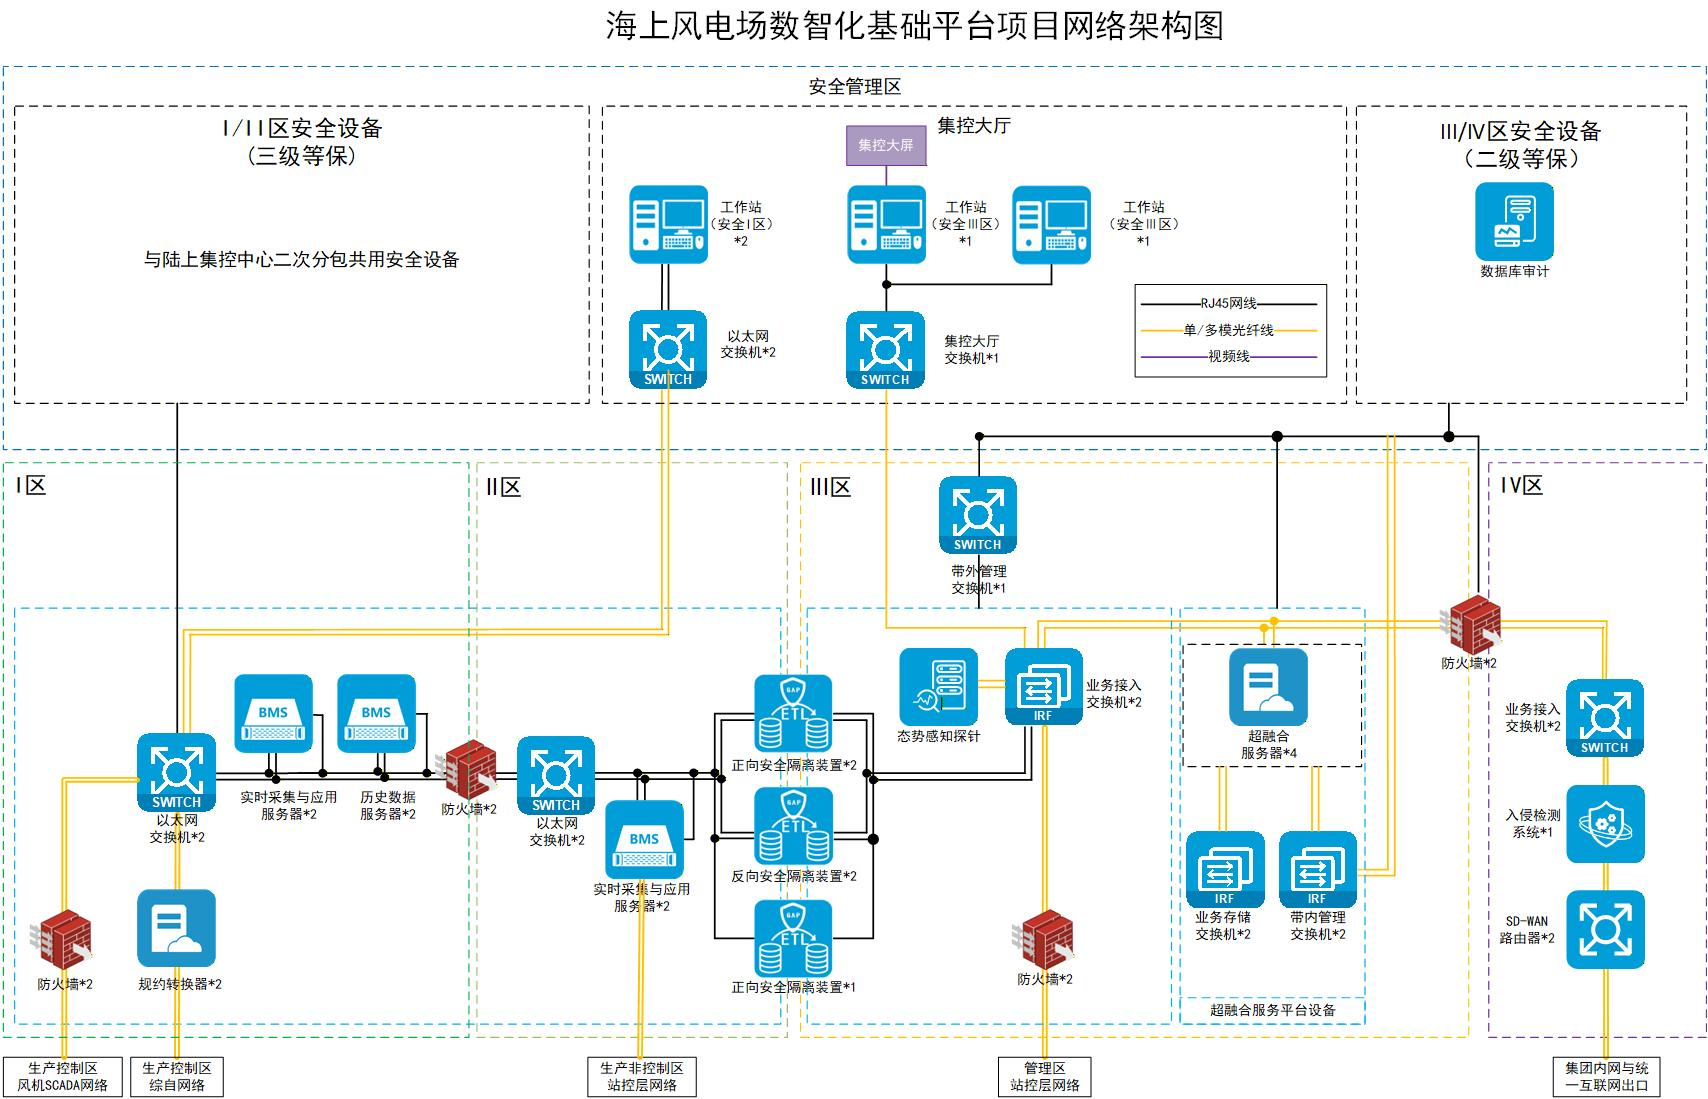 海上风电场数智化基础平台项目网络架构图
安全管理区
I/II区安全设备
(三级等保)
与陆上集控中心二次分包共用安全设备
集控大厅
集控大屏
工作站
(安全I区)
*2
工作站
(安全III区)
*1
工作站
(安全III区)
*1
SWITCH
以太网
交换机*2
SWITCH
集控大厅
交换机*1
RJ45网线
单/多模光纤线
视频线
III/IV区安全设备
(二级等保)
数据库审计
I区
II区
III区
IV区
SWITCH
带外管理
交换机*1
BMS
实时采集与应用
服务器*2
BMS
历史数据
服务器*2
SWITCH
以太网
交换机*2
防火墙*2
规约转换器*2
防火墙*2
SWITCH
以太网
交换机*2
BMS
实时采集与应用
服务器*2
GAP
ETL
正向安全隔离装置*2
GAP
ETL
反向安全隔离装置*2
GAP
ETL
正向安全隔离装置*1
态势感知探针
IRF
业务接入
交换机*2
防火墙*2
超融合
服务器*4
IRF
业务存储
交换机*2
IRF
带内管理
交换机*2
超融合服务平台设备
防火墙*2
业务接入
交换机*2
SWITCH
入侵检测
系统*1
SD-WAN
路由器*2
生产控制区
风机SCADA网络
生产控制区
综自网络
生产非控制区
站控层网络
管理区
站控层网络
集团内网与统
一互联网出口